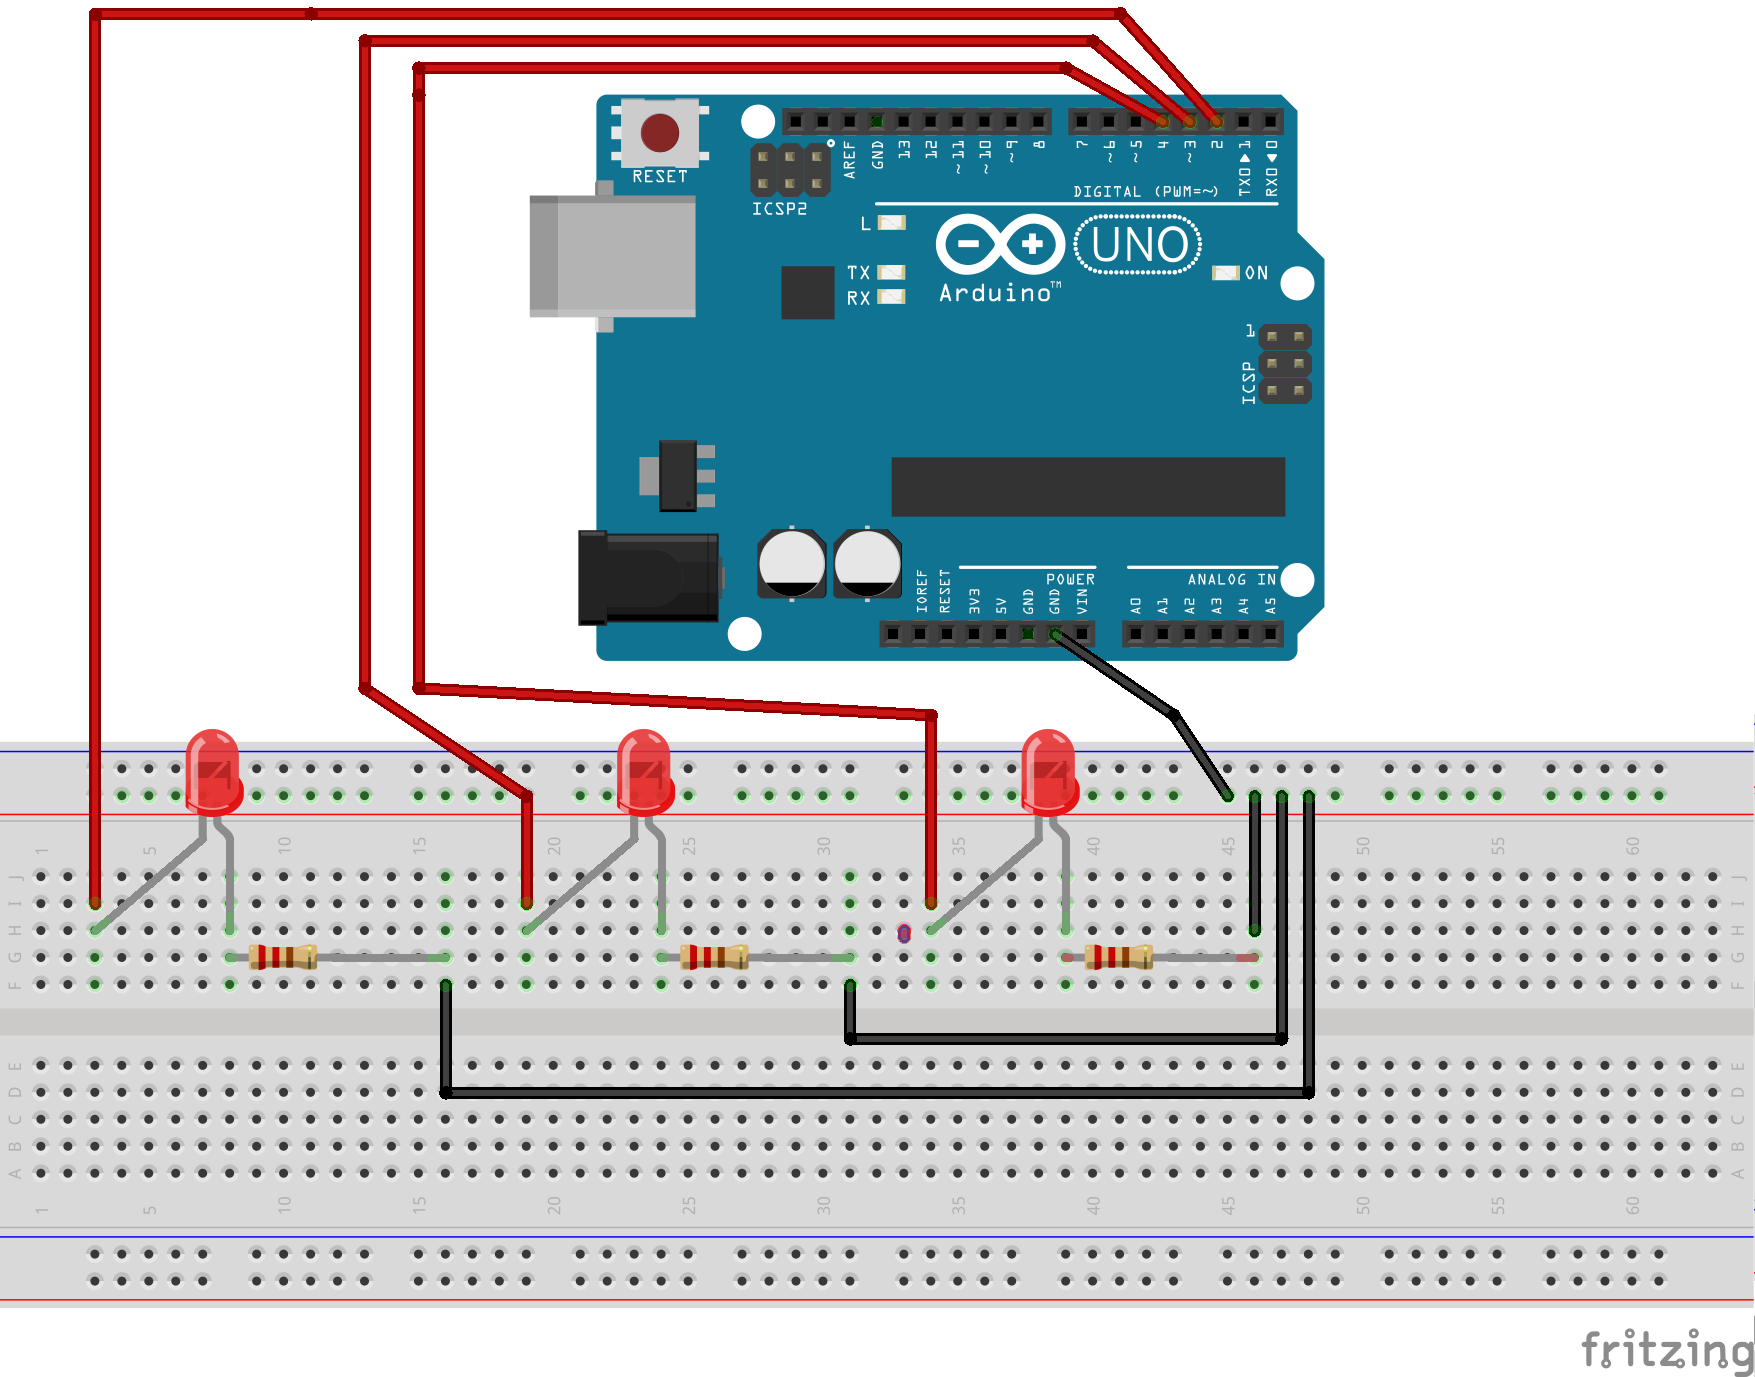 RESET
ICSP2
AREF
GND
13
12
~11
~10
~9
8
7
~6
~5
4
~3
2
TX0▶1
RX0◀0
DIGITAL (PWM=~)
L
TX
RX
UNO
Arduino™
ON
1
ICSP
IOREF
RESET
3V3
5V
GND
GND
VIN
POWER
ANALOG IN
A0
A1
A2
A3
A4
A5
1 5 10 15 20 25 30 35 40 45 50 55 60
J J
I I
H H
G G
F F
E E
D D
C C
B B
A A
1 5 10 15 20 25 30 35 40 45 50 55 60
fritzing